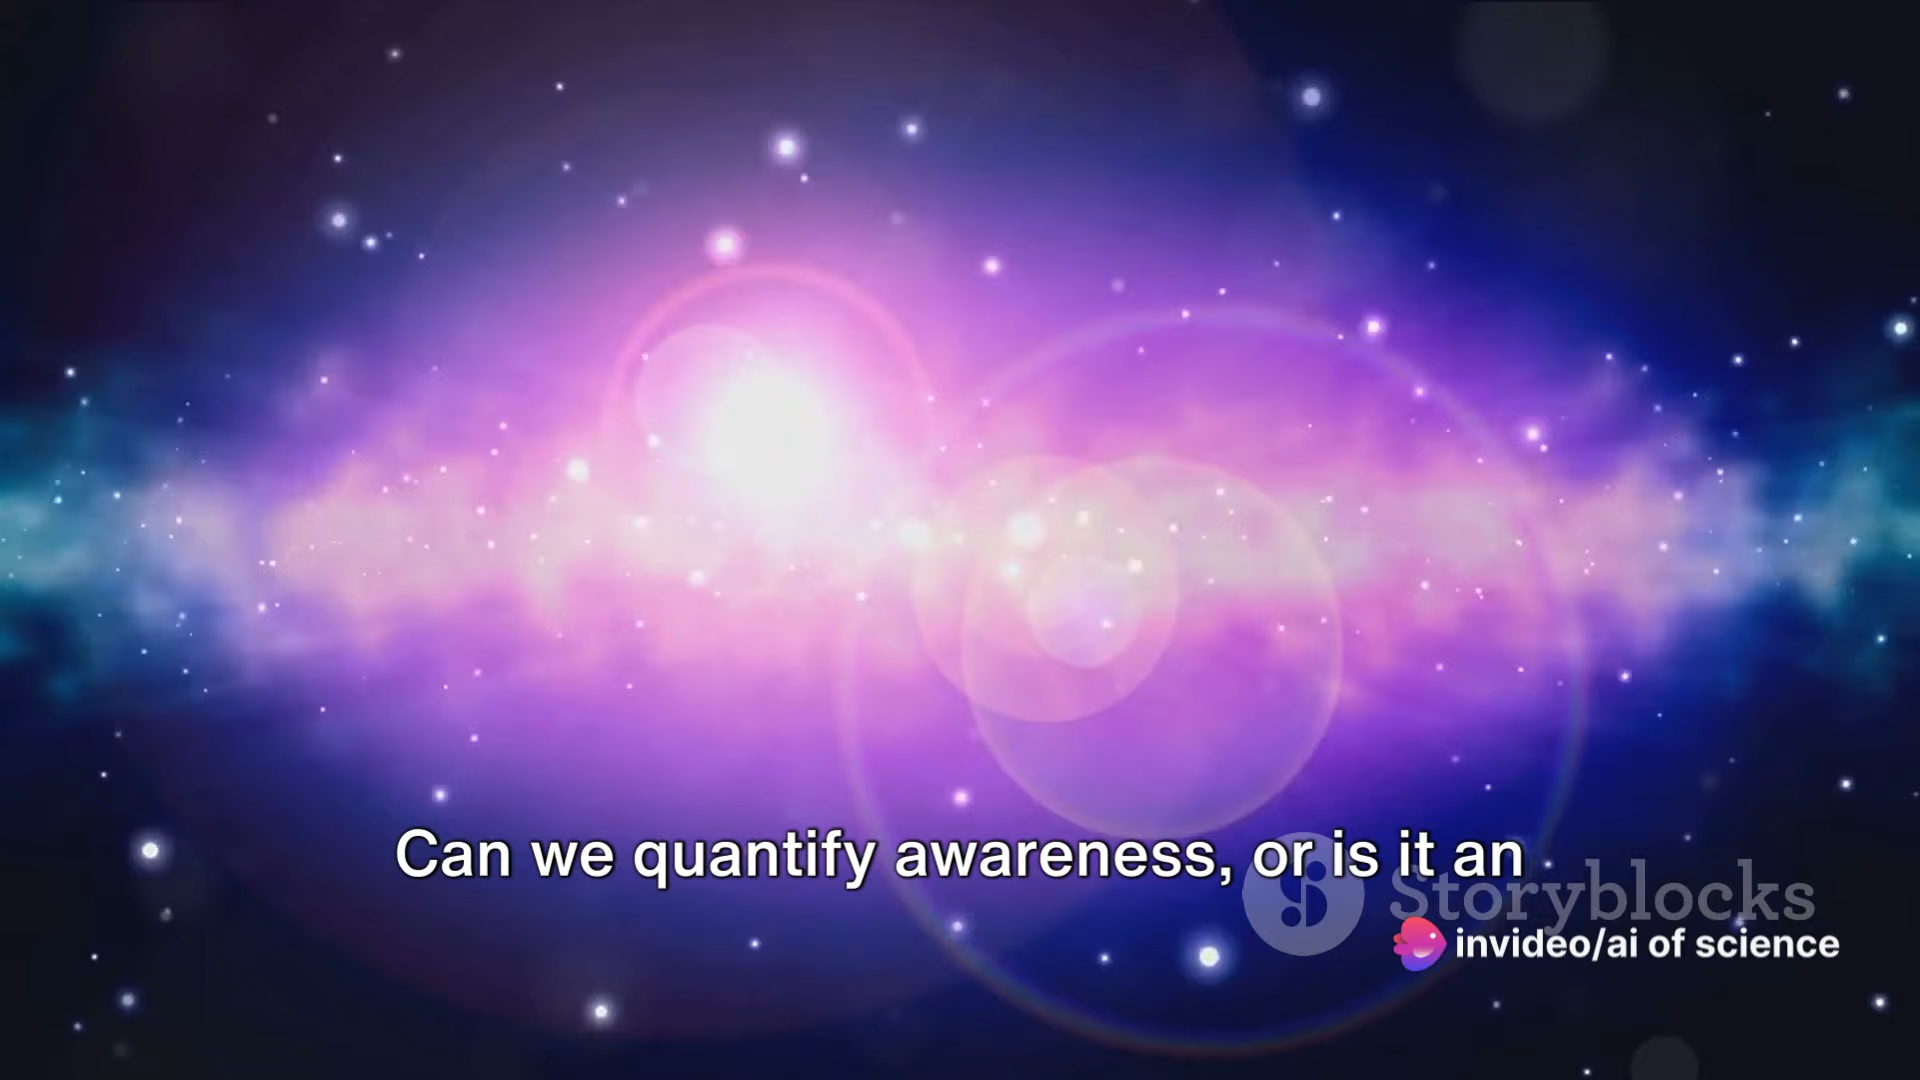 Can we quantify awareness, or is it an
Storyblocks
invideo/ai of science